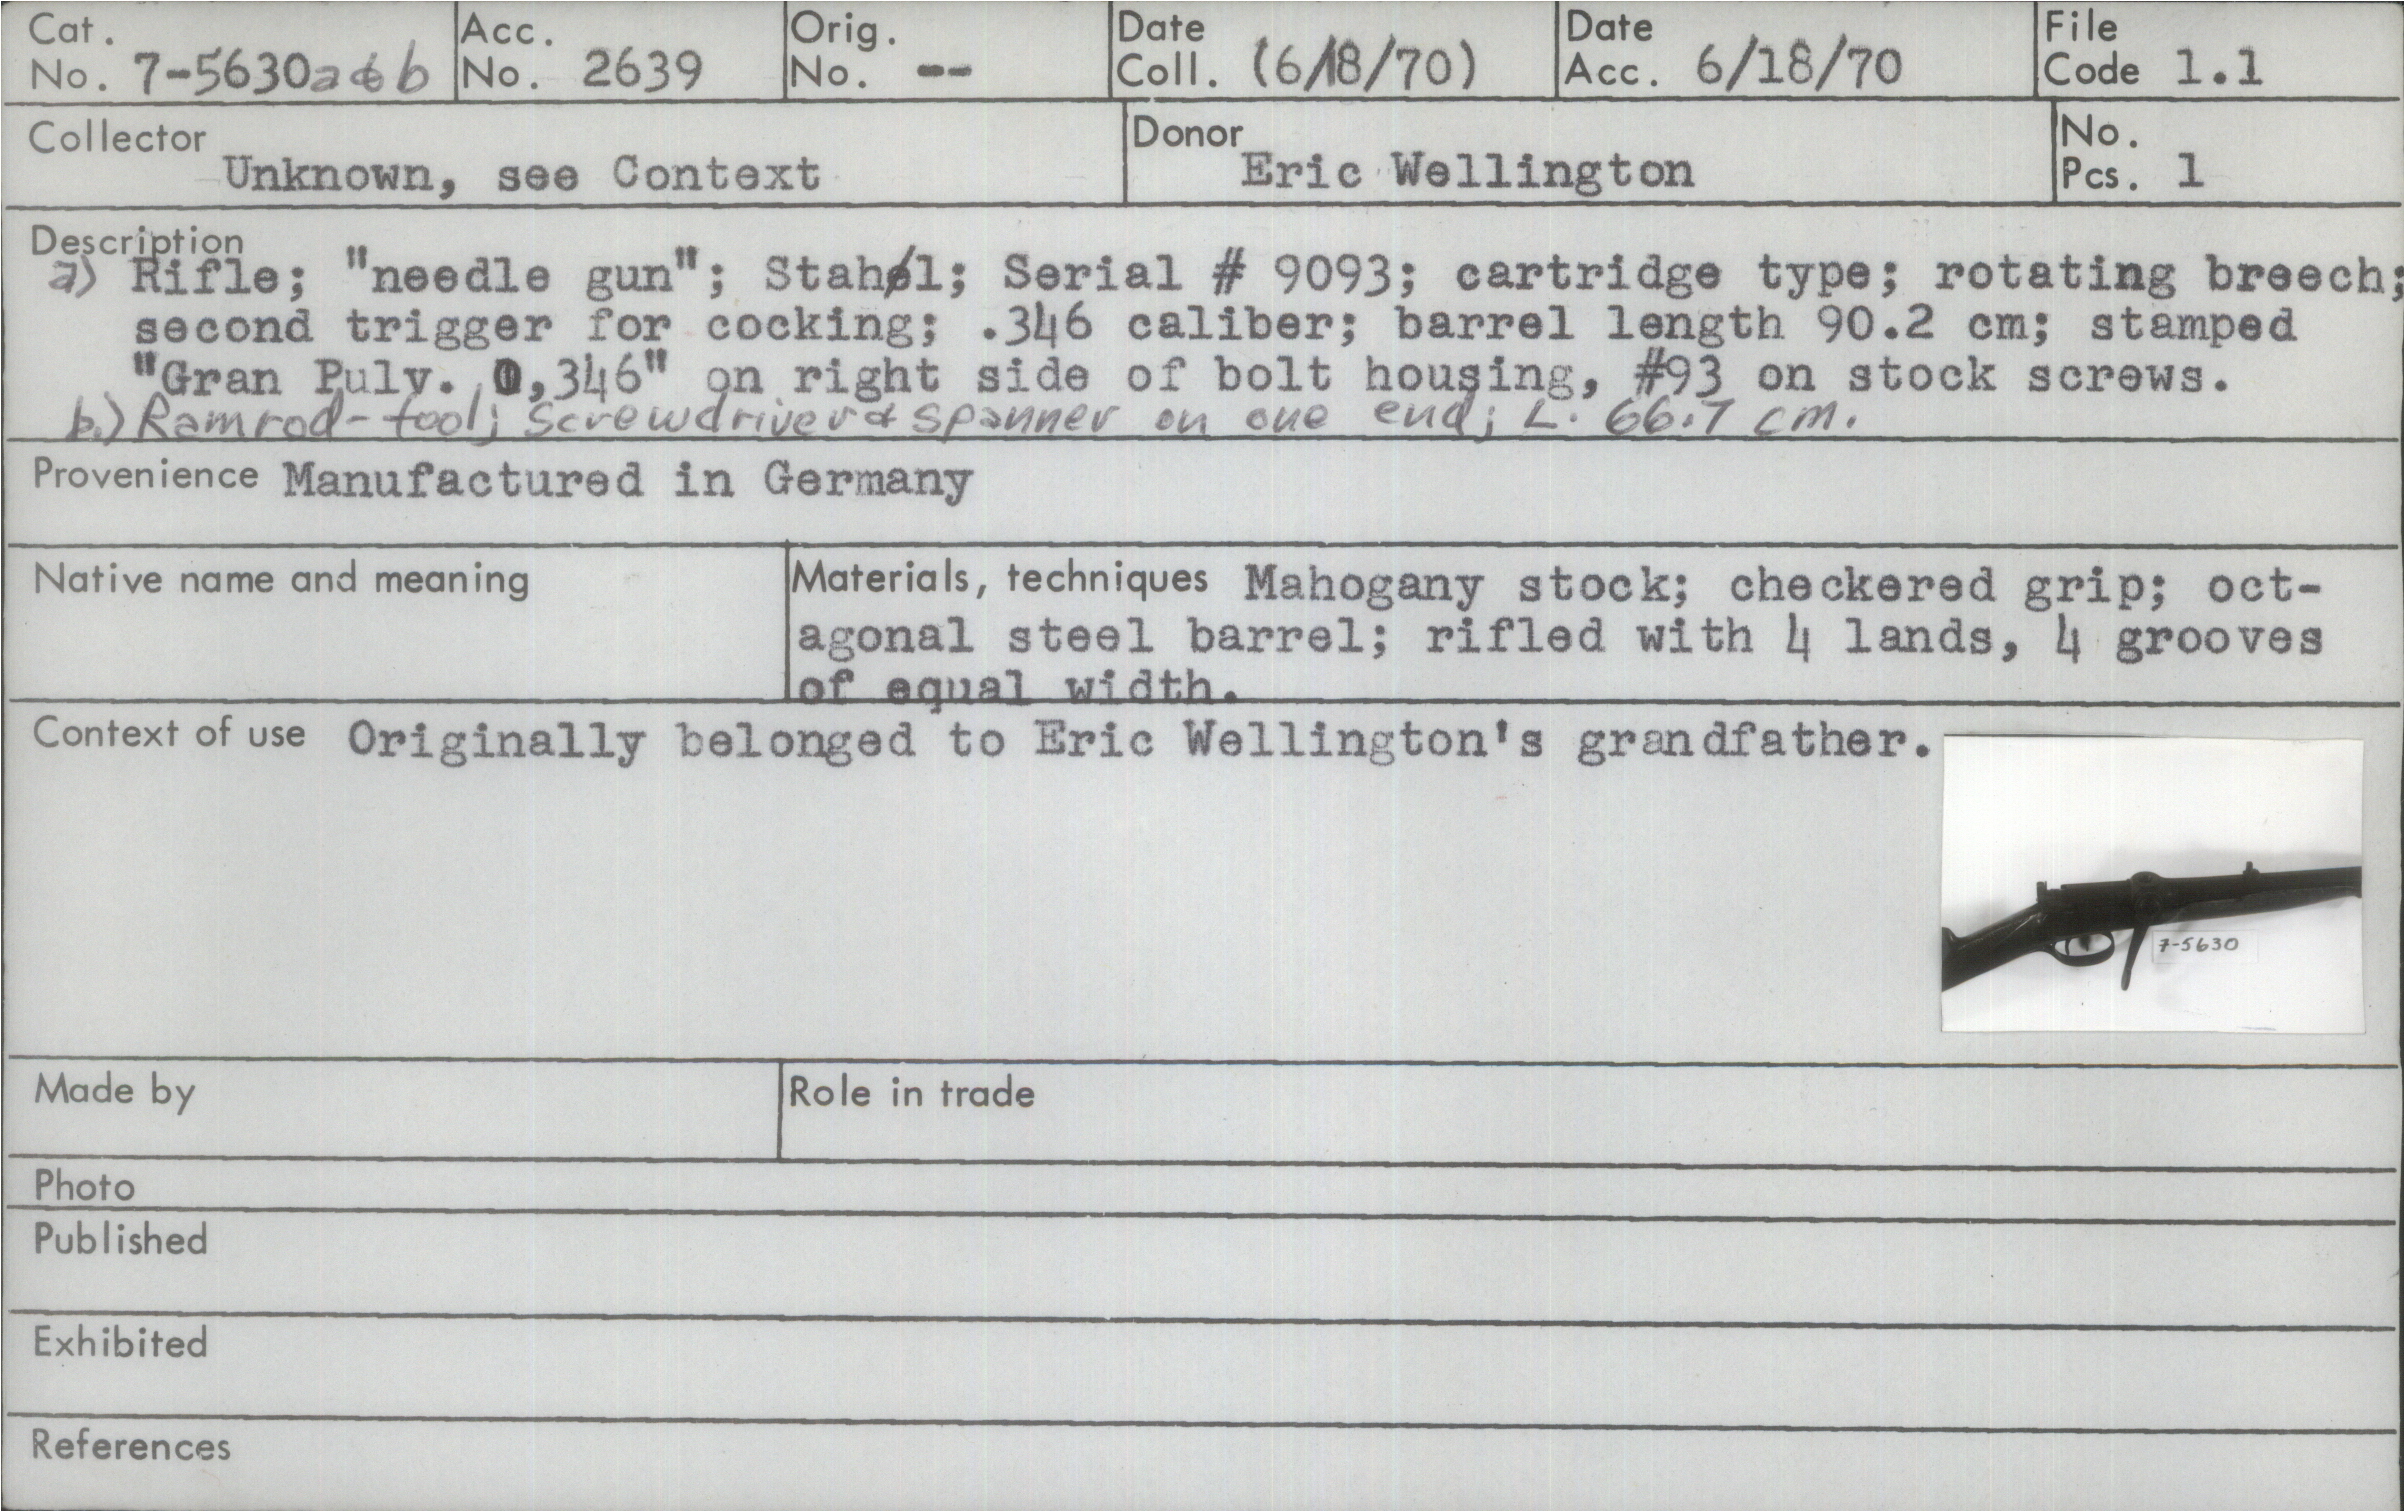 Cat. No. 7-5630a&b
Acc. No. 2639
Orig. No. --
Date Coll. (6/18/70)
Date Acc. 6/18/70
File Code 1.1
Collector Unknown, see Context
Donor Eric Wellington
No. Pcs. 1
Description
a) Rifle; "needle gun"; Stahl; Serial # 9093; cartridge type; rotating breech;
second trigger for cocking; .346 caliber; barrel length 90.2 cm; stamped
"Gran Pulv. 0,346" on right side of bolt housing, #93 on stock screws.
b.) Ramrod-tool; Screwdriver & spanner on one end; L. 66.7 cm.
Provenience Manufactured in Germany
Native name and meaning
Materials, techniques Mahogany stock; checkered grip; oct-
agonal steel barrel; rifled with 4 lands, 4 grooves
of equal width.
Context of use Originally belonged to Eric Wellington's grandfather.
7-5630
Made by
Role in trade
Photo
Published
Exhibited
References